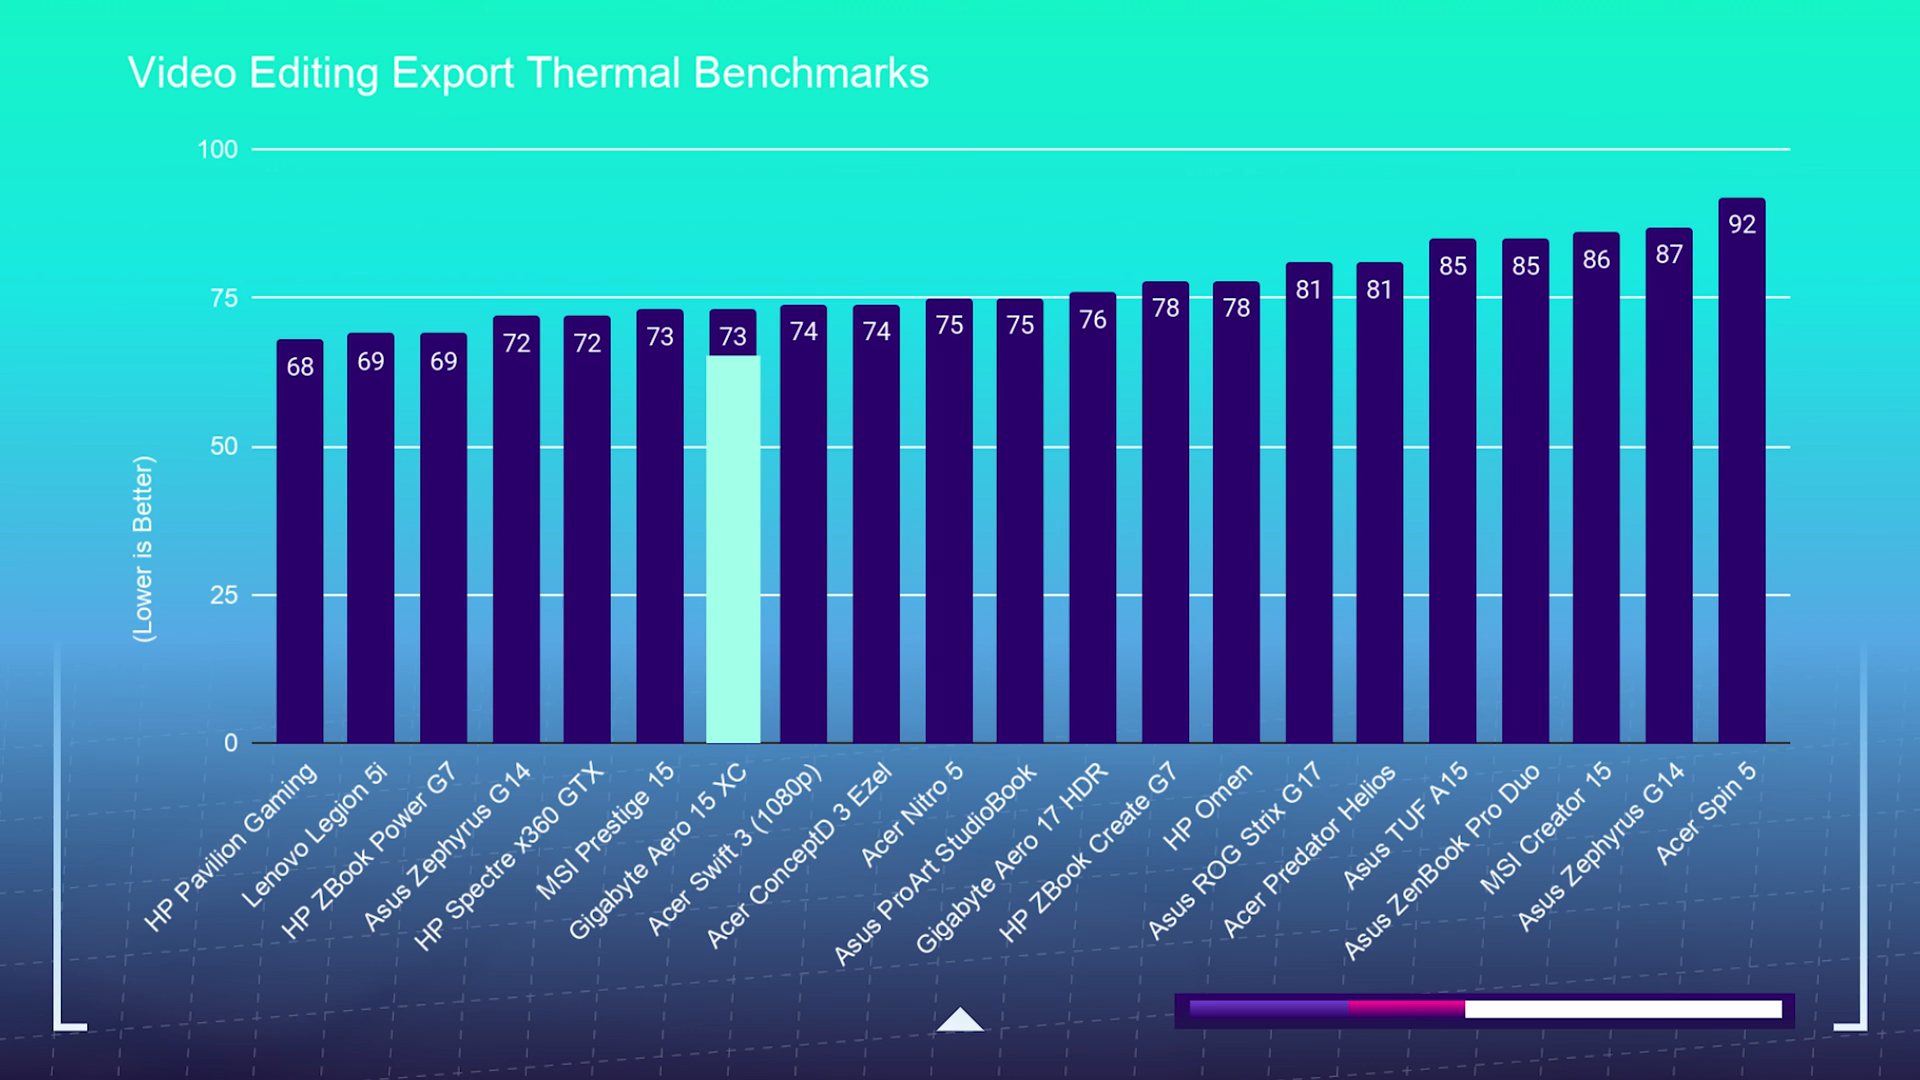 Video Editing Export Thermal Benchmarks
(Lower is Better)
100
75
50
25
0
68
69
69
72
72
73
73
74
74
75
75
76
78
78
81
81
85
85
86
87
92
HP Pavilion Gaming
Lenovo Legion 5i
HP ZBook Power G7
Asus Zephyrus G14
HP Spectre x360 GTX
MSI Prestige 15
Gigabyte Aero 15 XC
Acer Swift 3 (1080p)
Acer ConceptD 3 Ezel
Acer Nitro 5
Asus ProArt StudioBook
Gigabyte Aero 17 HDR
HP ZBook Create G7
HP Omen
Asus ROG Strix G17
Acer Predator Helios
Asus TUF A15
Asus ZenBook Pro Duo
MSI Creator 15
Asus Zephyrus G14
Acer Spin 5